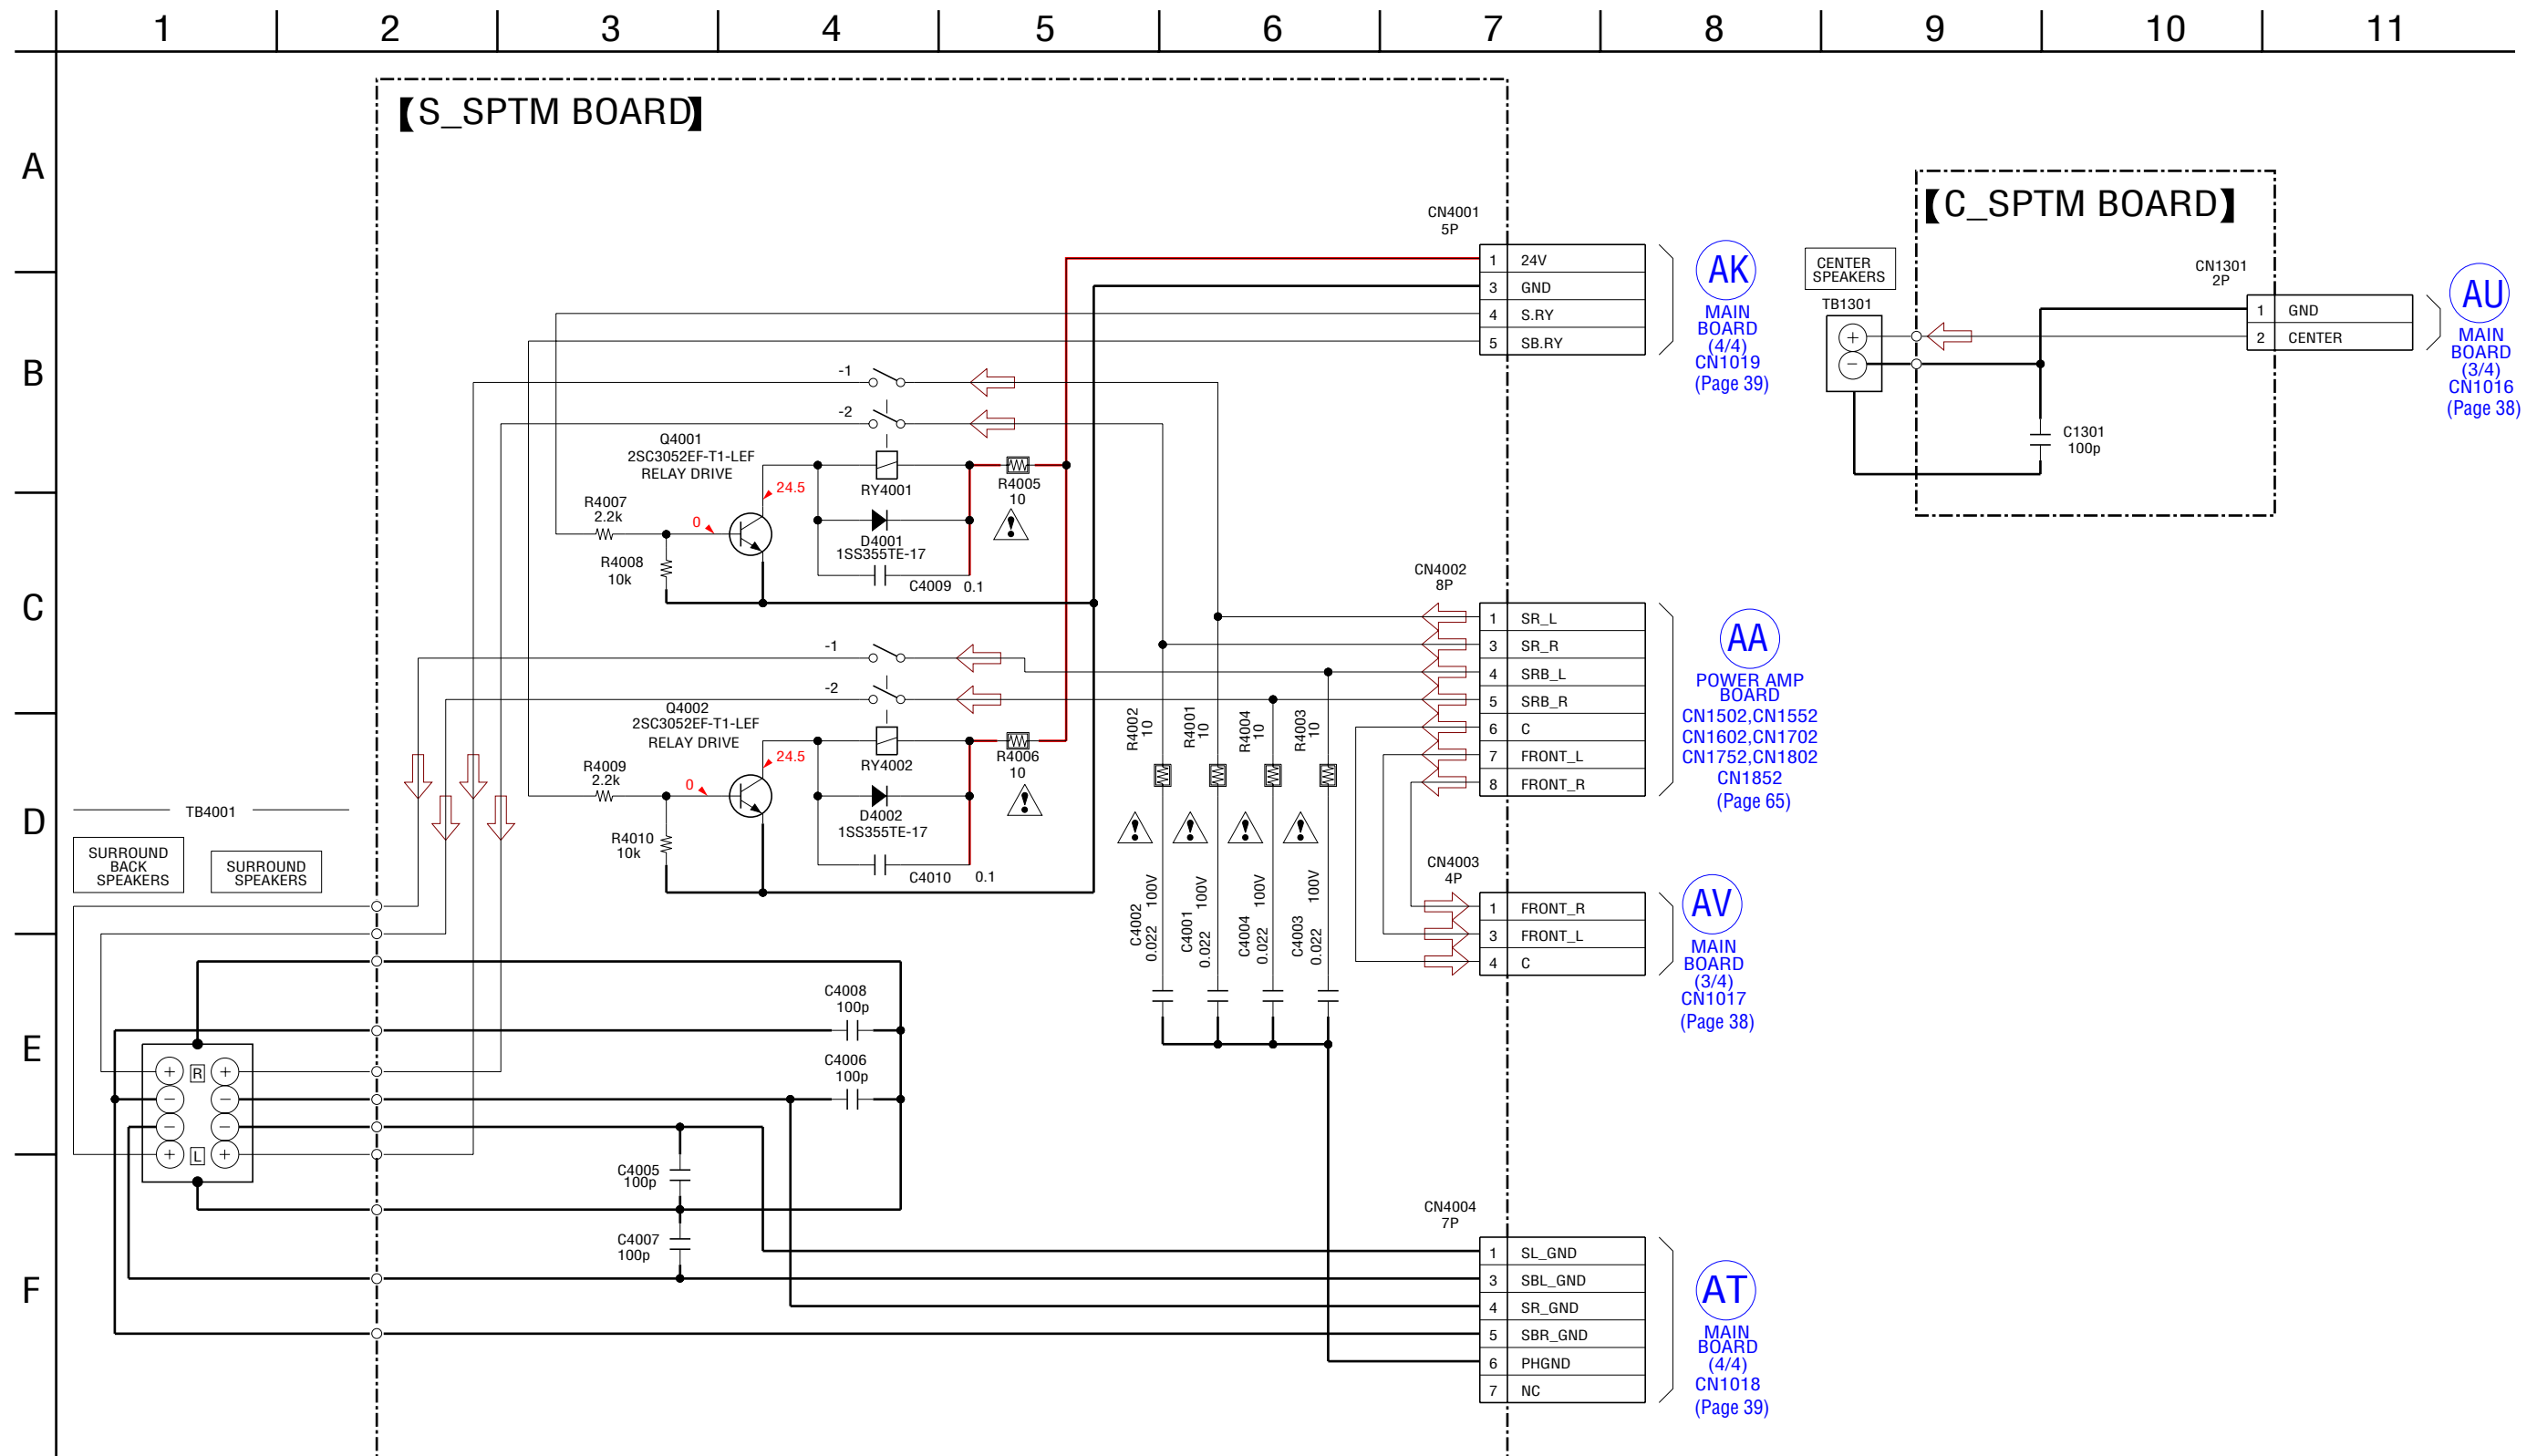 1 2 3 4 5 6 7 8 9 10 11
A
B
C
D
E
F
【S_SPTM BOARD】
【C_SPTM BOARD】
CN4001
5P
1 24V
3 GND
4 S.RY
5 SB.RY
AK
MAIN
BOARD
(4/4)
CN1019
(Page 39)
CENTER
SPEAKERS
TB1301
+
−
CN1301
2P
1 GND
2 CENTER
AU
MAIN
BOARD
(3/4)
CN1016
(Page 38)
C1301
100p
-1
-2
Q4001
2SC3052EF-T1-LEF
RELAY DRIVE
24.5
0
RY4001
R4005
10
R4007
2.2k
R4008
10k
D4001
1SS355TE-17
C4009 0.1
-1
-2
Q4002
2SC3052EF-T1-LEF
RELAY DRIVE
24.5
0
RY4002
R4006
10
R4009
2.2k
R4010
10k
D4002
1SS355TE-17
C4010 0.1
CN4002
8P
1 SR_L
3 SR_R
4 SRB_L
5 SRB_R
6 C
7 FRONT_L
8 FRONT_R
AA
POWER AMP
BOARD
CN1502,CN1552
CN1602,CN1702
CN1752,CN1802
CN1852
(Page 65)
R4002
10
R4001
10
R4004
10
R4003
10
C4002
0.022 100V
C4001
0.022 100V
C4004
0.022 100V
C4003
0.022 100V
CN4003
4P
1 FRONT_R
3 FRONT_L
4 C
AV
MAIN
BOARD
(3/4)
CN1017
(Page 38)
TB4001
SURROUND
BACK
SPEAKERS
SURROUND
SPEAKERS
+ R +
− −
− −
+ L +
C4008
100p
C4006
100p
C4005
100p
C4007
100p
CN4004
7P
1 SL_GND
3 SBL_GND
4 SR_GND
5 SBR_GND
6 PHGND
7 NC
AT
MAIN
BOARD
(4/4)
CN1018
(Page 39)